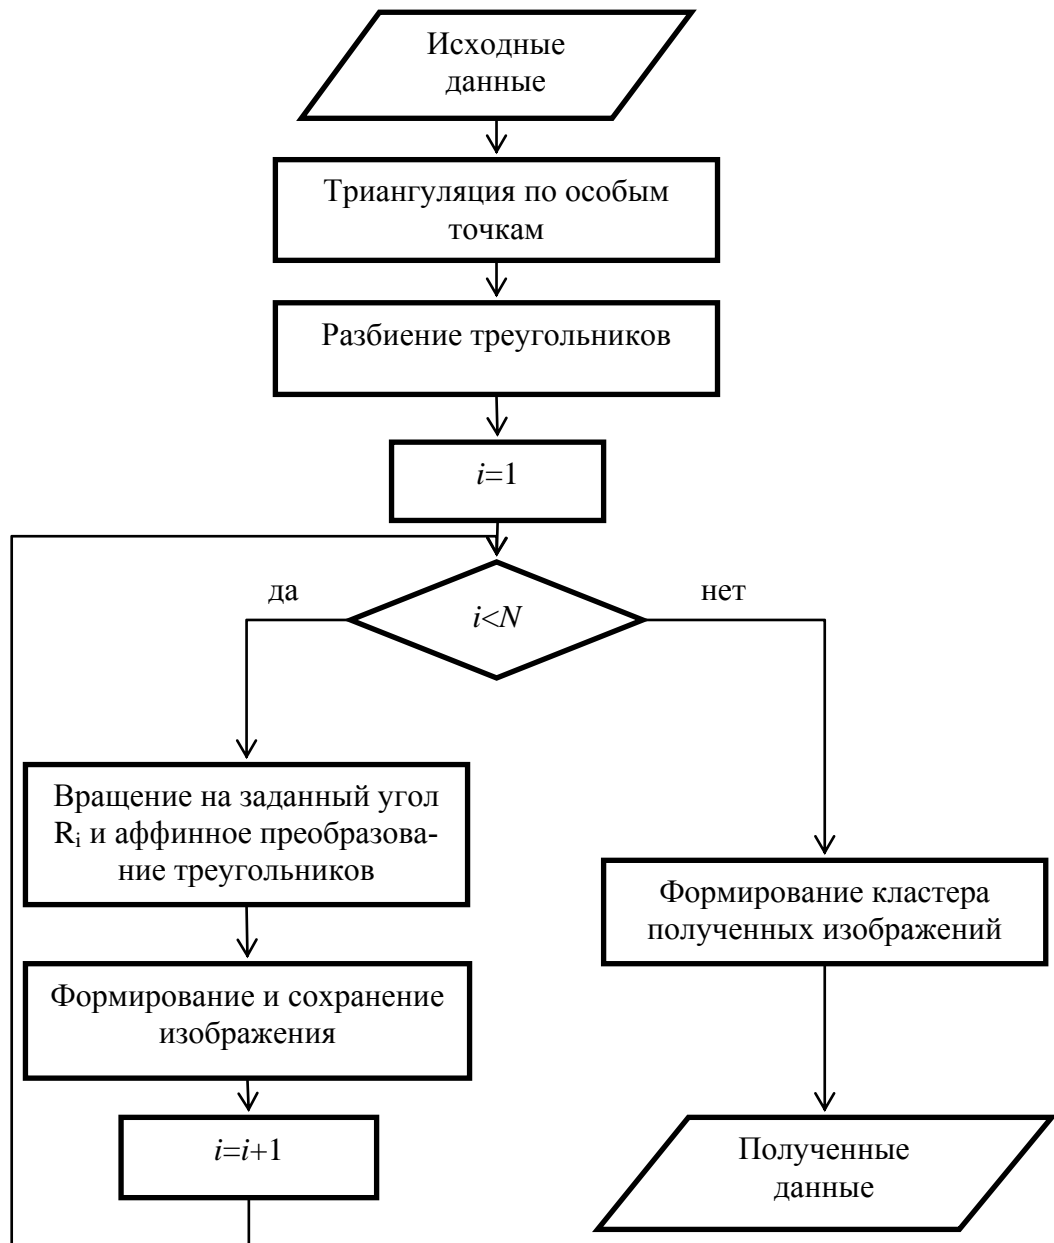 Исходные
данные
Триангуляция по особым
точкам
Разбиение треугольников
i=1
да
i<N
нет
Вращение на заданный угол
Rᵢ и аффинное преобразова-
ние треугольников
Формирование кластера
полученных изображений
Формирование и сохранение
изображения
i=i+1
Полученные
данные